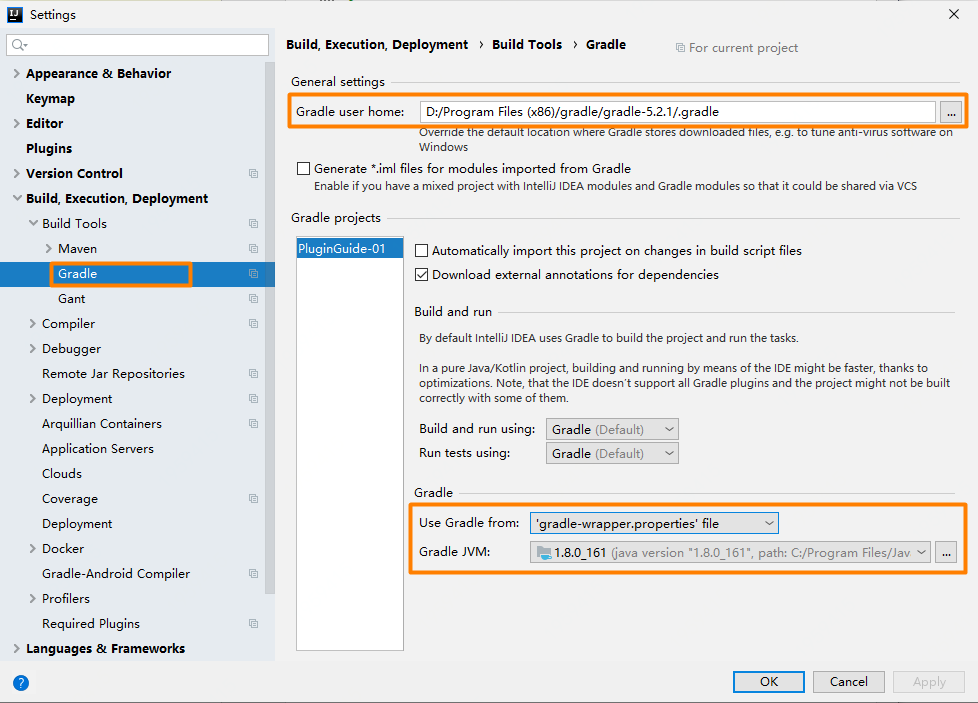 Settings
Build, Execution, Deployment › Build Tools › Gradle
For current project
Appearance & Behavior
Keymap
Editor
Plugins
Version Control
Build, Execution, Deployment
Build Tools
Maven
Gradle
Gant
Compiler
Debugger
Remote Jar Repositories
Deployment
Arquillian Containers
Application Servers
Clouds
Coverage
Deployment
Docker
Gradle-Android Compiler
Profilers
Required Plugins
Languages & Frameworks
General settings
Gradle user home: D:/Program Files (x86)/gradle/gradle-5.2.1/.gradle ...
Override the default location where Gradle stores downloaded files, e.g. to tune anti-virus software on
Windows
Generate *.iml files for modules imported from Gradle
Enable if you have a mixed project with IntelliJ IDEA modules and Gradle modules so that it could be shared via VCS
Gradle projects
PluginGuide-01
Automatically import this project on changes in build script files
Download external annotations for dependencies
Build and run
By default IntelliJ IDEA uses Gradle to build the project and run the tasks.
In a pure Java/Kotlin project, building and running by means of the IDE might be faster, thanks to
optimizations. Note, that the IDE doesn't support all Gradle plugins and the project might not be built
correctly with some of them.
Build and run using: Gradle (Default)
Run tests using: Gradle (Default)
Gradle
Use Gradle from: 'gradle-wrapper.properties' file
Gradle JVM: 1.8.0_161 (java version "1.8.0_161", path: C:/Program Files/Jav ...
?
OK
Cancel
Apply